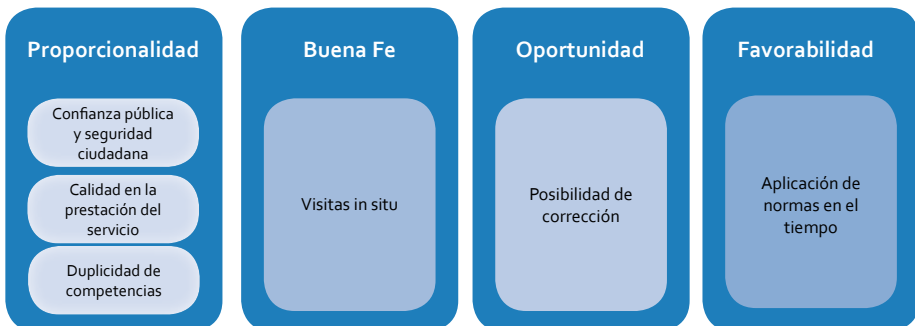 Proporcionalidad
Confianza pública
y seguridad
ciudadana
Calidad en la
prestación del
servicio
Duplicidad de
competencias
Buena Fe
Visitas in situ
Oportunidad
Posibilidad de
corrección
Favorabilidad
Aplicación de
normas en el
tiempo